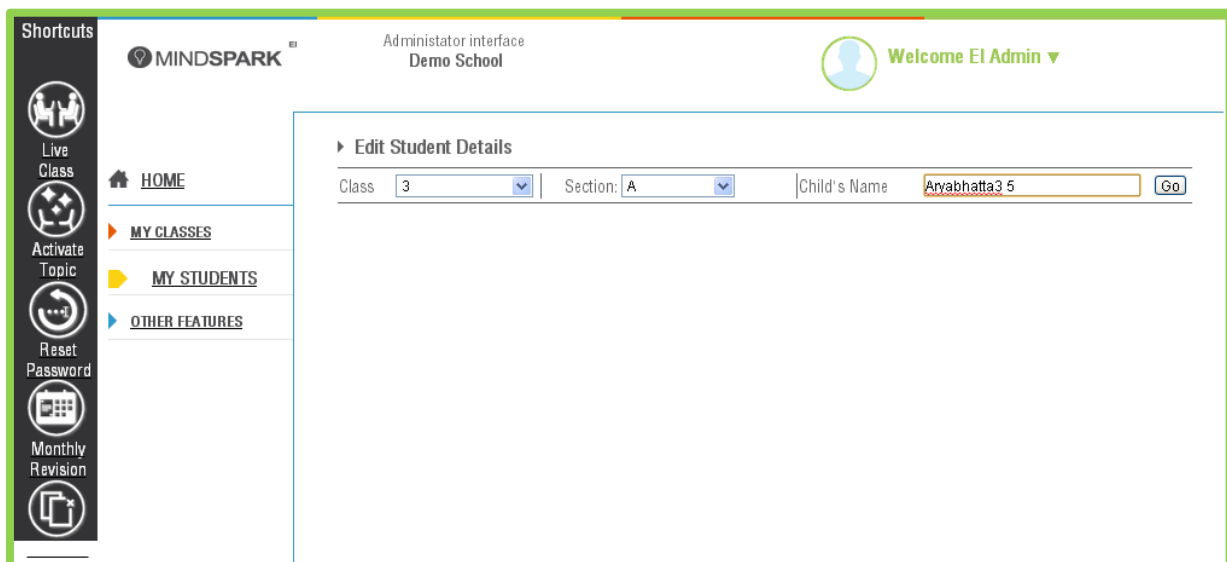 Shortcuts
Live
Class
Activate
Topic
Reset
Password
Monthly
Revision
MINDSPARK EI
Administator interface
Demo School
Welcome EI Admin ▼
HOME
MY CLASSES
MY STUDENTS
OTHER FEATURES
Edit Student Details
Class 3 Section: A Child's Name Aryabhatta3 5 Go